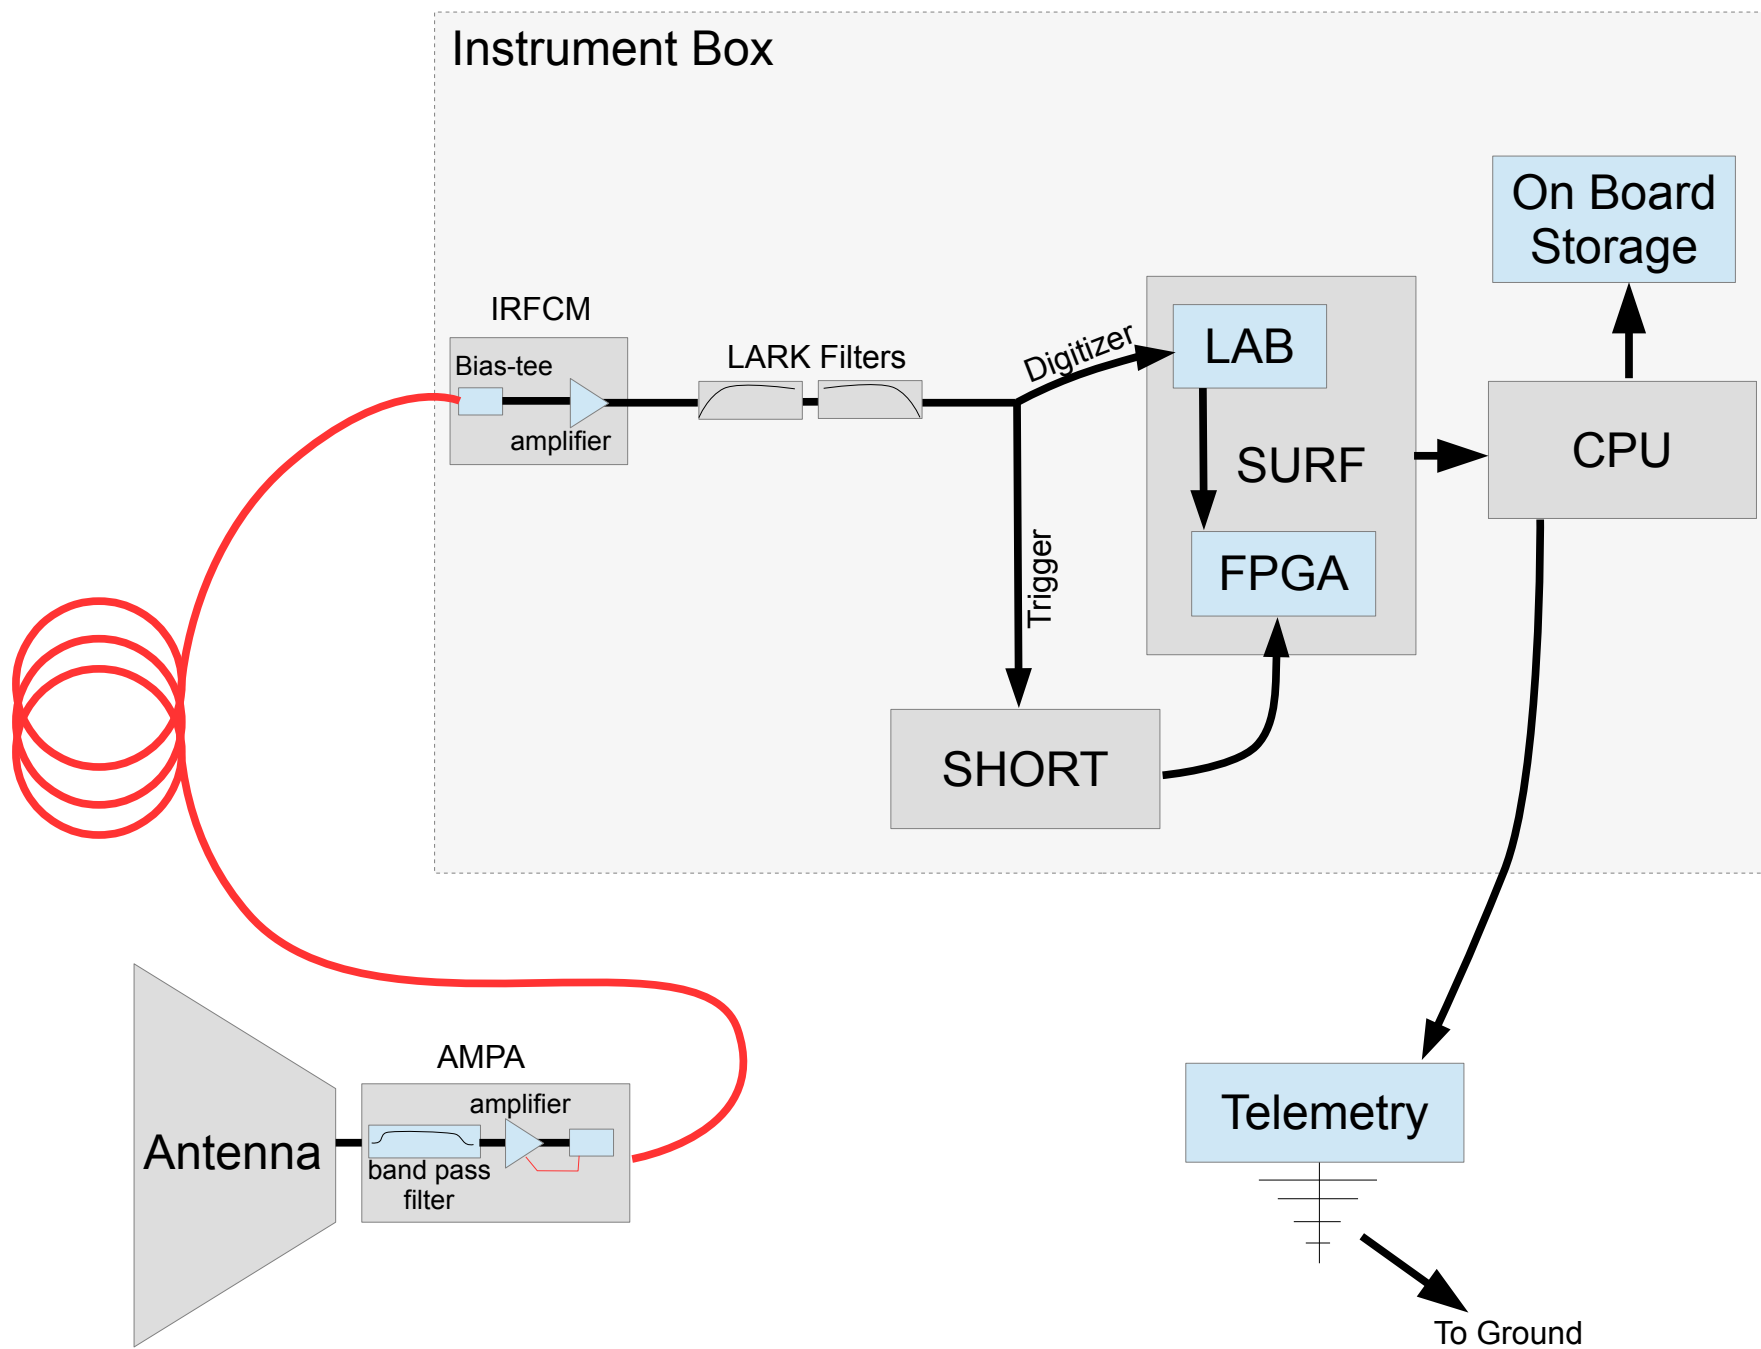 Instrument Box
On Board
Storage
IRFCM
Bias-tee
amplifier
LARK Filters
Digitizer
LAB
SURF
FPGA
CPU
Trigger
SHORT
AMPA
amplifier
Antenna
band pass
filter
Telemetry
To Ground